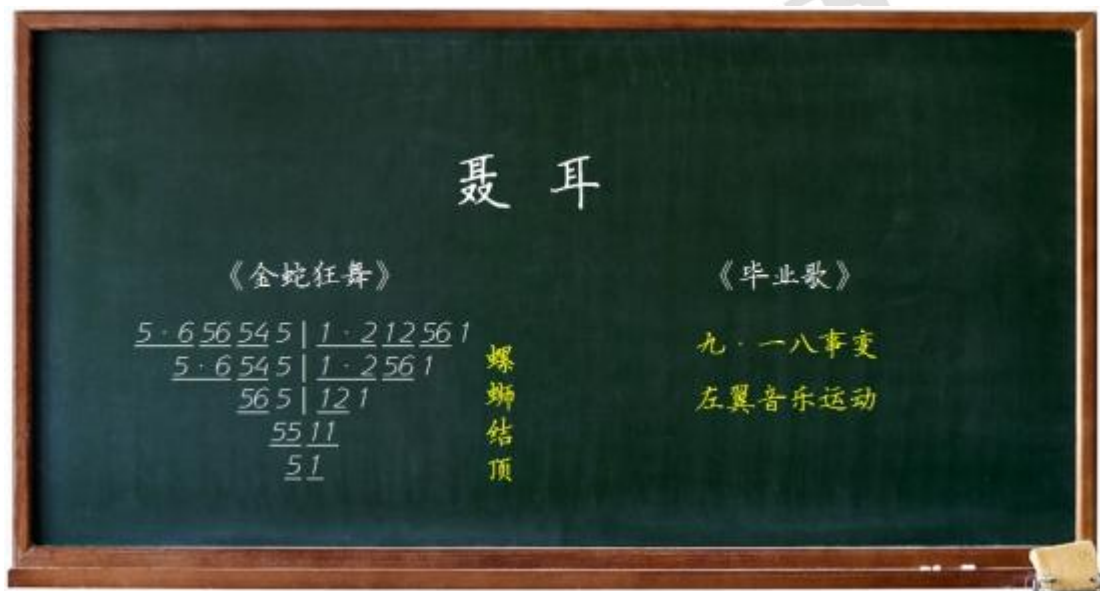 聂 耳
《金蛇狂舞》
5 · 6 56 54 5 | 1 · 2 12 56 1
5 · 6 54 5 | 1 · 2 56 1
56 5 | 12 1
55 11
5 1
螺蛳结顶
《毕业歌》
九 · 一八事变
左翼音乐运动